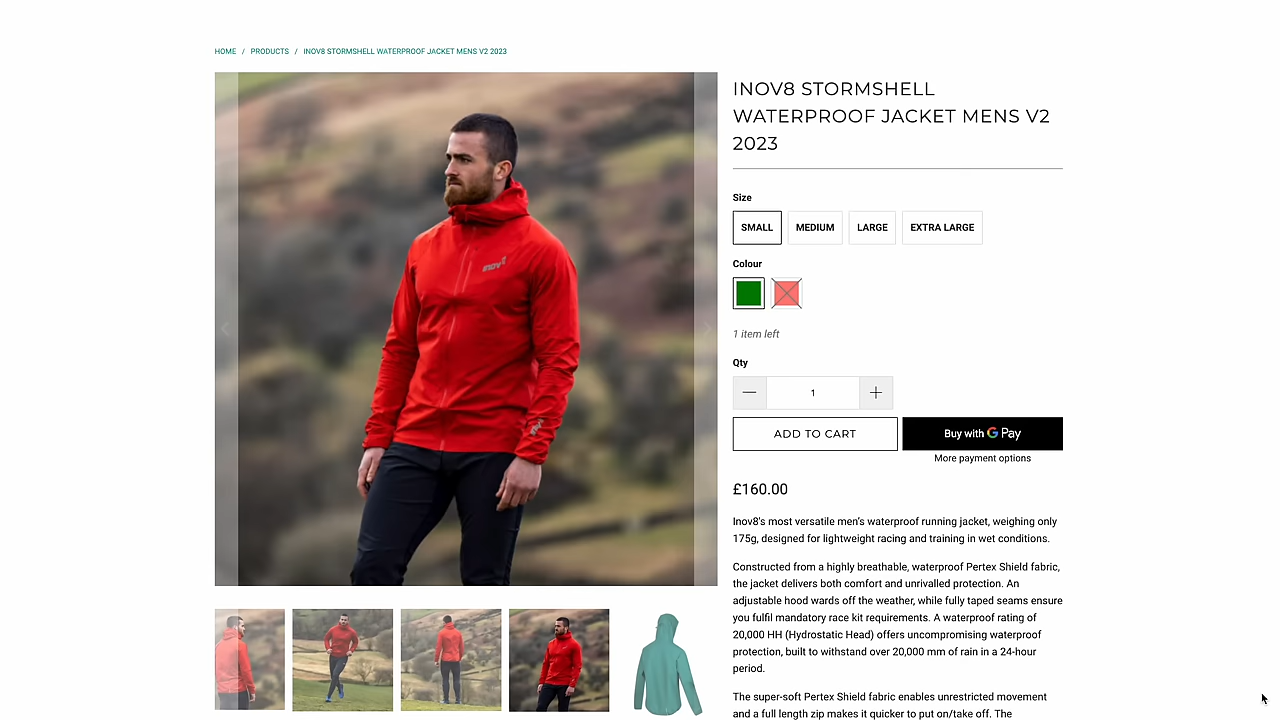 HOME / PRODUCTS / INOV8 STORMSHELL WATERPROOF JACKET MENS V2 2023
INOV8 STORMSHELL
WATERPROOF JACKET MENS V2
2023
Size
SMALL MEDIUM LARGE EXTRA LARGE
Colour
1 item left
Qty
1
ADD TO CART
Buy with G Pay
More payment options
£160.00
Inov8's most versatile men's waterproof running jacket, weighing only
175g, designed for lightweight racing and training in wet conditions.
Constructed from a highly breathable, waterproof Pertex Shield fabric,
the jacket delivers both comfort and unrivalled protection. An
adjustable hood wards off the weather, while fully taped seams ensure
you fulfil mandatory race kit requirements. A waterproof rating of
20,000 HH (Hydrostatic Head) offers uncompromising waterproof
protection, built to withstand over 20,000 mm of rain in a 24-hour
period.
The super-soft Pertex Shield fabric enables unrestricted movement
and a full length zip makes it quicker to put on/take off. The
inov8